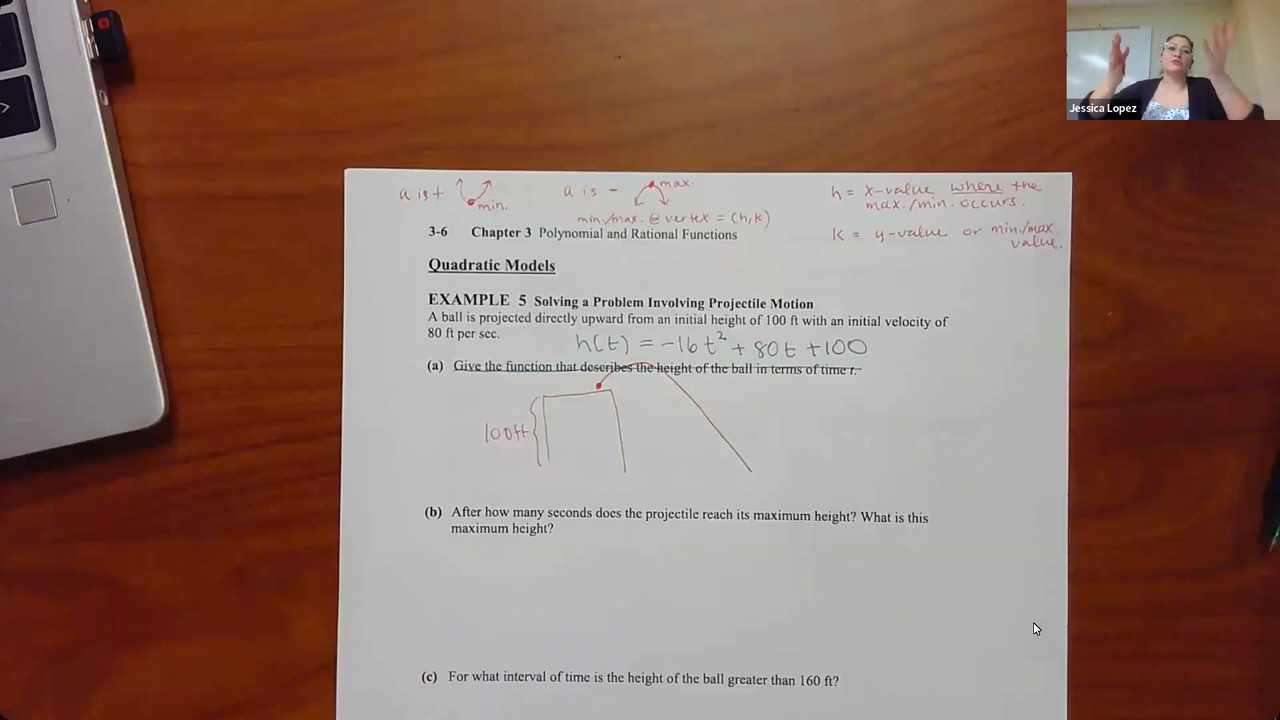 Jessica Lopez
a is + min.
a is - max.
min./max. @ vertex = (h,k)
h = x-value where the
max./min. occurs.
k = y-value or min./max.
value.
3-6 Chapter 3 Polynomial and Rational Functions
Quadratic Models
EXAMPLE 5 Solving a Problem Involving Projectile Motion
A ball is projected directly upward from an initial height of 100 ft with an initial velocity of
80 ft per sec.
h(t) = -16t² + 80t + 100
(a) Give the function that describes the height of the ball in terms of time t.
100ft
(b) After how many seconds does the projectile reach its maximum height? What is this
maximum height?
(c) For what interval of time is the height of the ball greater than 160 ft?